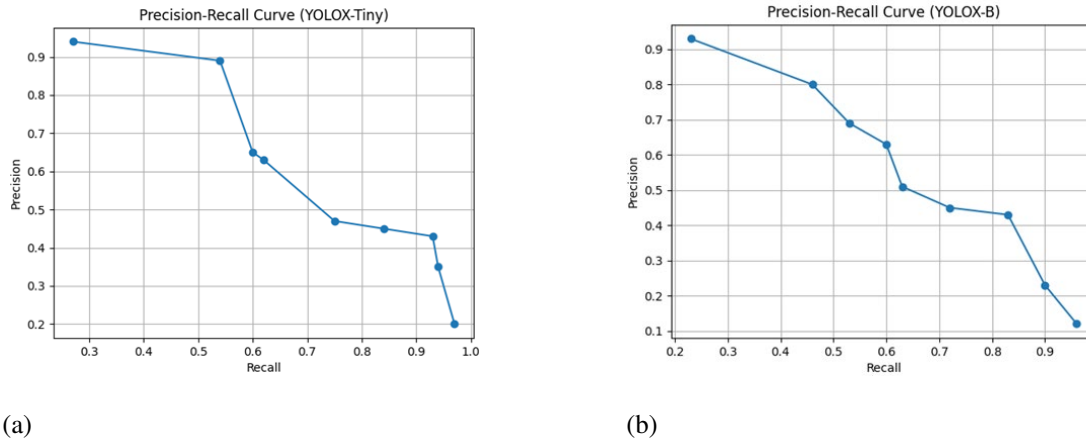 Precision-Recall Curve (YOLOX-Tiny)
Precision
0.9
0.8
0.7
0.6
0.5
0.4
0.3
0.2
0.3 0.4 0.5 0.6 0.7 0.8 0.9 1.0
Recall
(a)
Precision-Recall Curve (YOLOX-B)
Precision
0.9
0.8
0.7
0.6
0.5
0.4
0.3
0.2
0.1
0.2 0.3 0.4 0.5 0.6 0.7 0.8 0.9
Recall
(b)